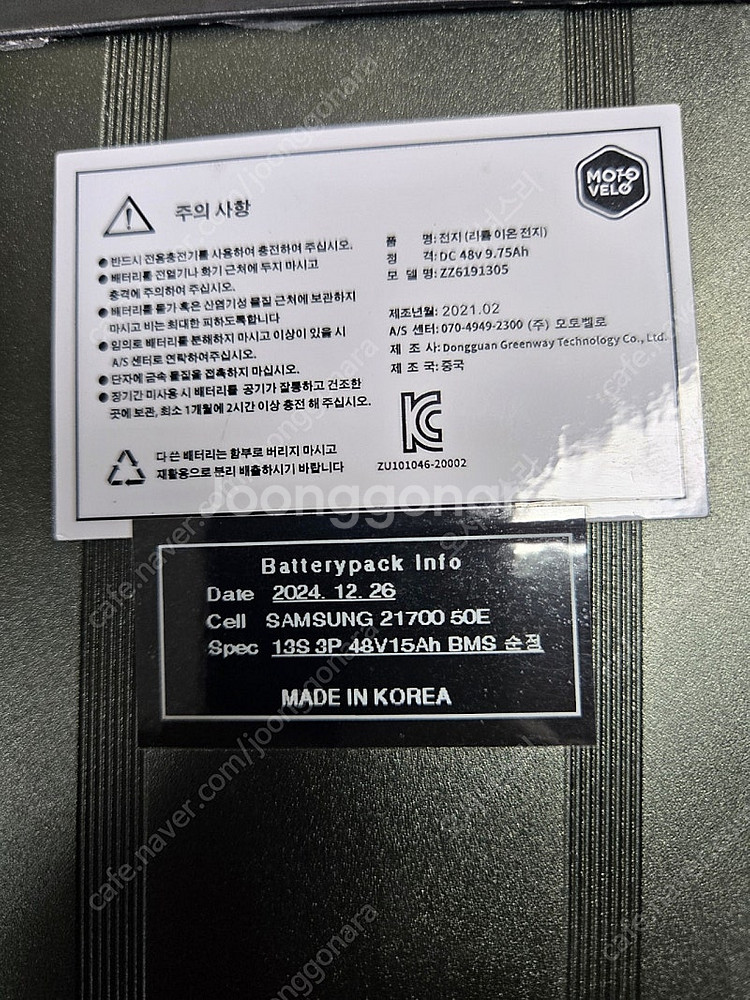 MOTO
VELO
주의 사항
● 반드시 전용충전기를 사용하여 충전하여 주십시오.
● 배터리를 전열기나 화기 근처에 두지 마시고
충격에 주의하여 주십시오.
● 배터리를 물가 혹은 산염기성 물질 근처에 보관하지
마시고 비는 최대한 피하도록합니다
● 임의로 배터리를 분해하지 마시고 이상이 있을 시
A/S 센터로 연락하여주십시오.
● 단자에 금속 물질을 접촉하지 마십시오.
● 장기간 미사용 시 배터리를 공기가 잘통하고 건조한
곳에 보관, 최소 1개월에 2시간 이상 충전 해 주십시오.
다 쓴 배터리는 함부로 버리지 마시고
재활용으로 분리 배출하시기 바랍니다
품 명: 전지 (리튬 이온 전지)
정 격: DC 48v 9.75Ah
모 델 명: ZZ6191305
제조년월: 2021.02
A/S 센터: 070-4949-2300 (주) 모토벨로
제 조 사: Dongguan Greenway Technology Co., Ltd.
제 조 국: 중국
ZU101046-20002
joonggonara
Batterypack Info
Date 2024. 12. 26
Cell SAMSUNG 21700 50E
Spec 13S 3P 48V15Ah BMS 순정
MADE IN KOREA
cafe.naver.com/joonggonara